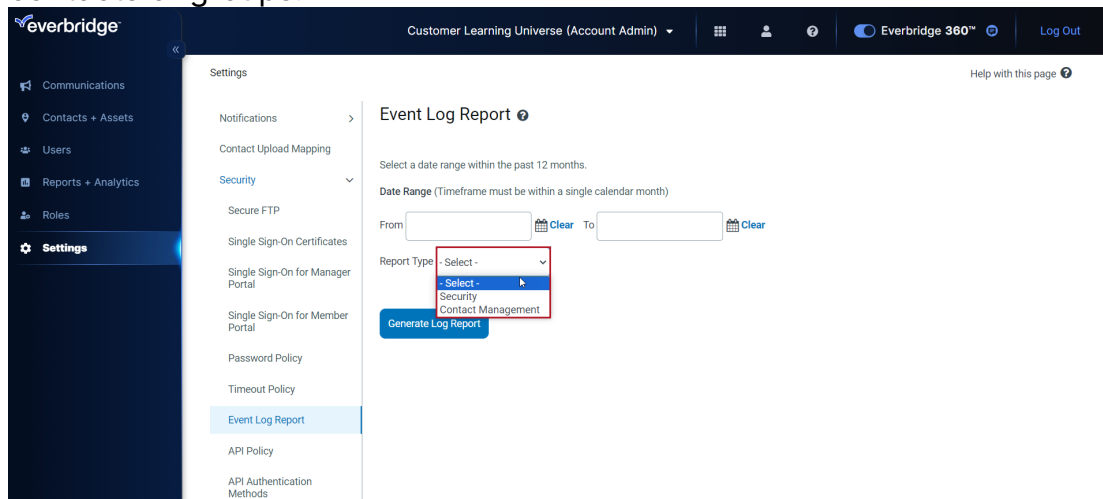 everbridge
Customer Learning Universe (Account Admin)
Everbridge 360™
Log Out
Communications
Contacts + Assets
Users
Reports + Analytics
Roles
Settings
Settings
Help with this page
Notifications
Contact Upload Mapping
Security
Secure FTP
Single Sign-On Certificates
Single Sign-On for Manager
Portal
Single Sign-On for Member
Portal
Password Policy
Timeout Policy
Event Log Report
API Policy
API Authentication
Methods
Event Log Report
Select a date range within the past 12 months.
Date Range (Timeframe must be within a single calendar month)
From Clear To Clear
Report Type - Select -
- Select -
Security
Contact Management
Generate Log Report